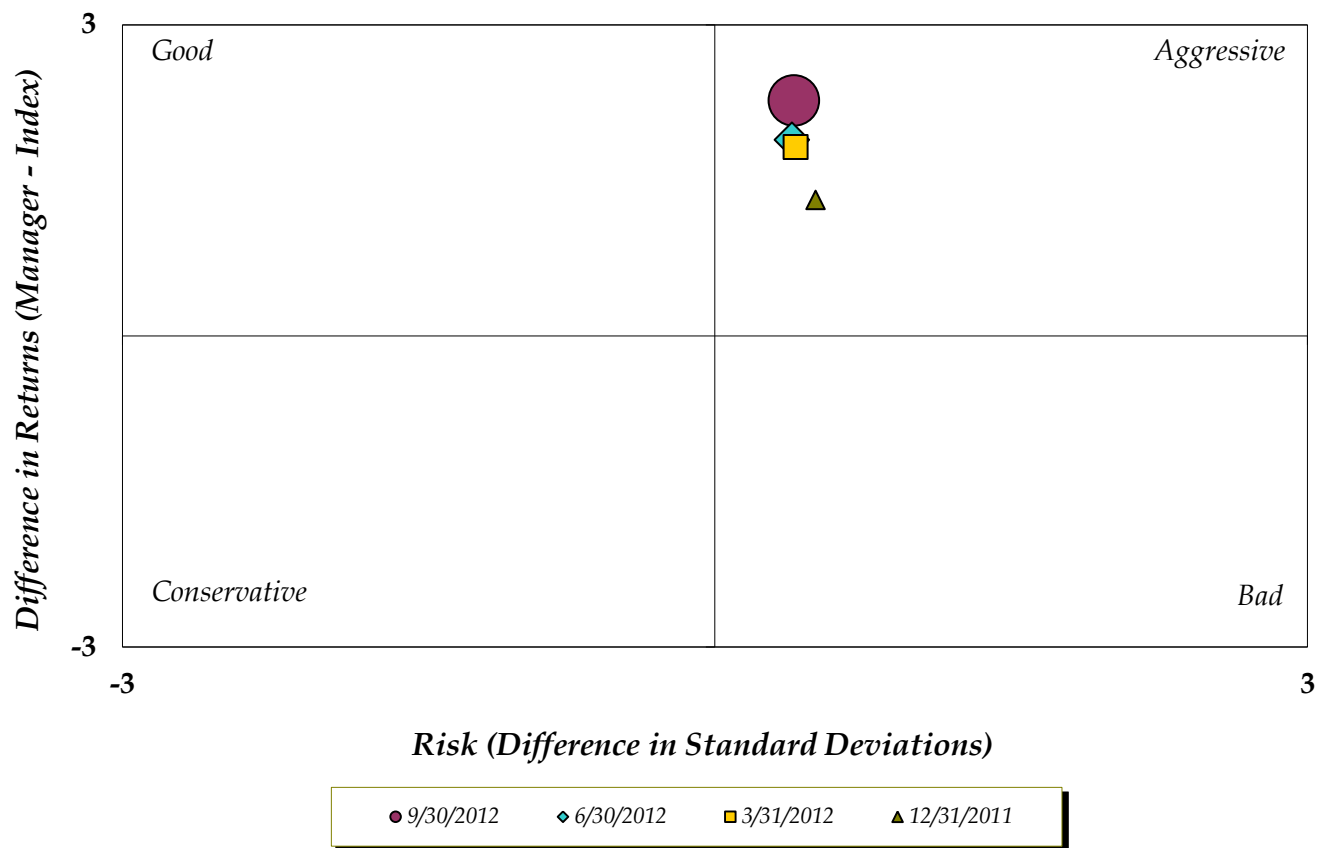 3
Good
Aggressive
Difference in Returns (Manager - Index)
Conservative
Bad
-3
-3
3
Risk (Difference in Standard Deviations)
9/30/2012 6/30/2012 3/31/2012 12/31/2011